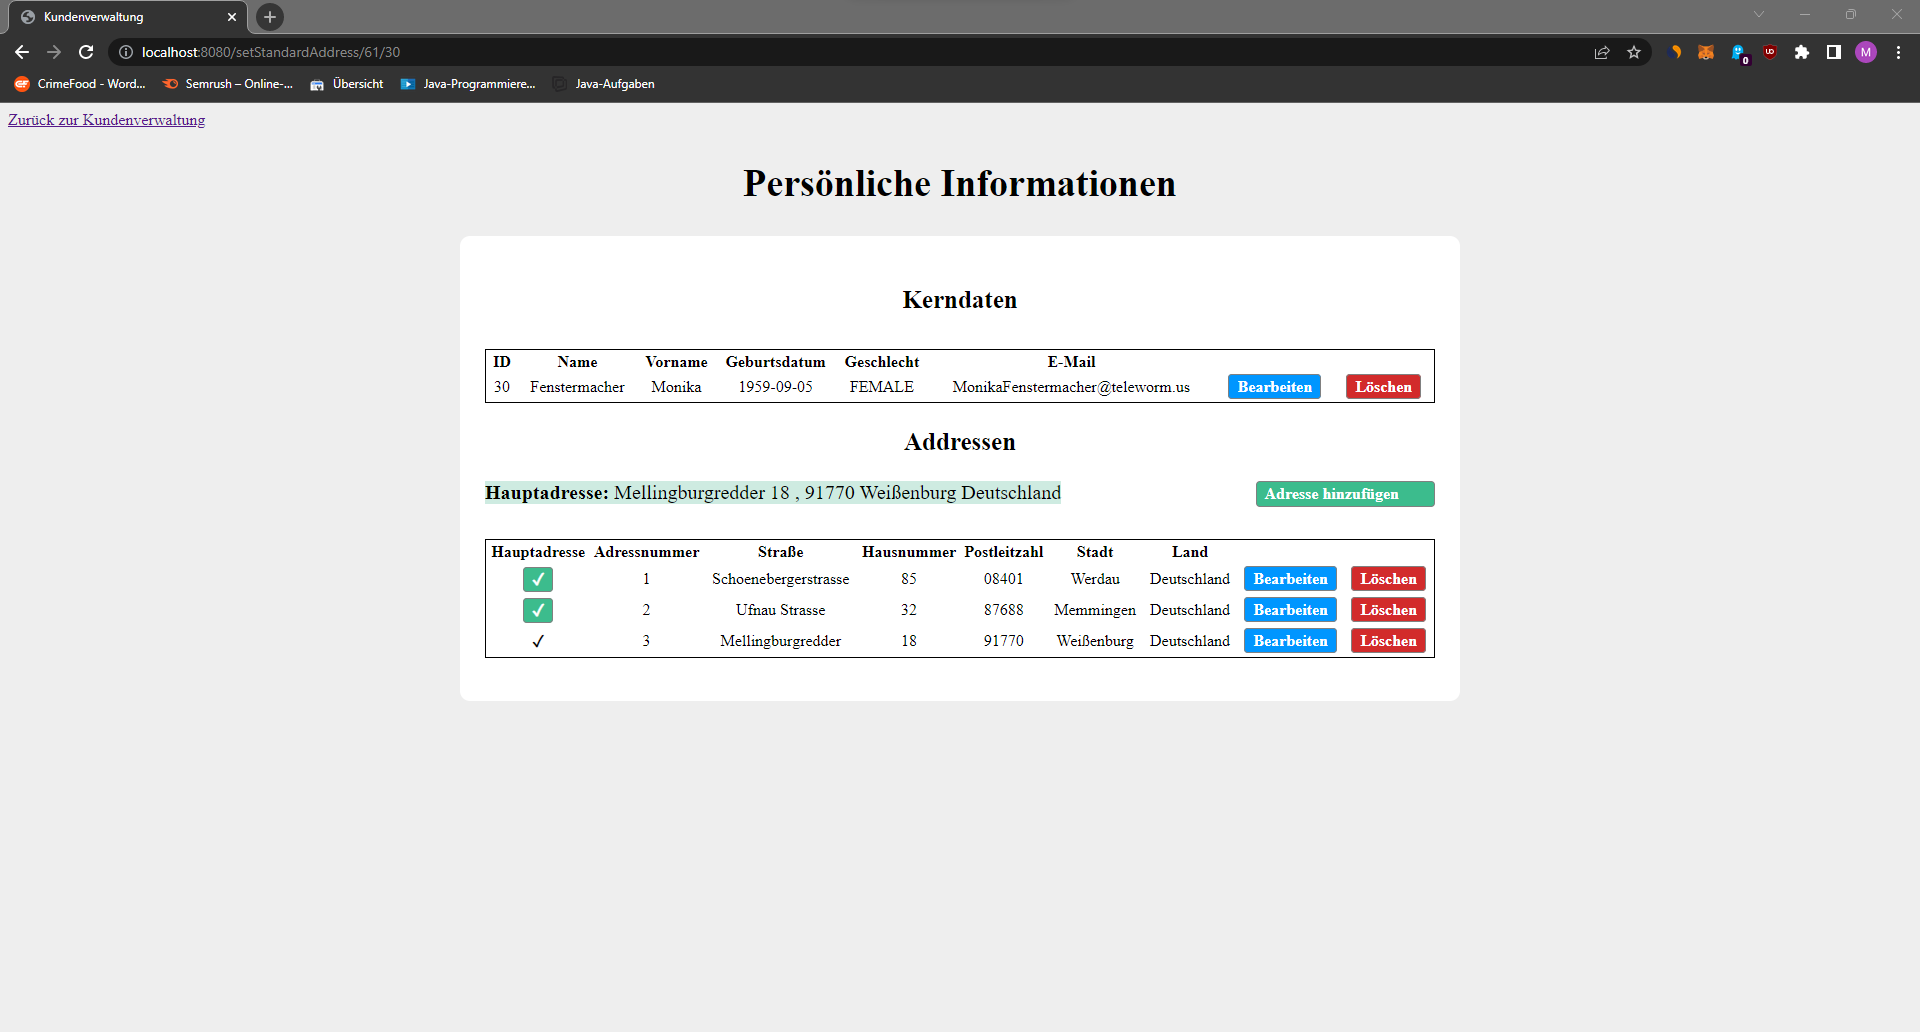 Kundenverwaltung
localhost:8080/setStandardAddress/61/30
UD
0
M
CrimeFood - Word... Semrush – Online-... Übersicht Java-Programmiere... Java-Aufgaben
Zurück zur Kundenverwaltung
Persönliche Informationen
Kerndaten
ID Name Vorname Geburtsdatum Geschlecht E-Mail
30 Fenstermacher Monika 1959-09-05 FEMALE MonikaFenstermacher@teleworm.us Bearbeiten Löschen
Addressen
Hauptadresse: Mellingburgredder 18 , 91770 Weißenburg Deutschland Adresse hinzufügen
Hauptadresse Adressnummer Straße Hausnummer Postleitzahl Stadt Land
✓ 1 Schoenebergerstrasse 85 08401 Werdau Deutschland Bearbeiten Löschen
✓ 2 Ufnau Strasse 32 87688 Memmingen Deutschland Bearbeiten Löschen
✓ 3 Mellingburgredder 18 91770 Weißenburg Deutschland Bearbeiten Löschen